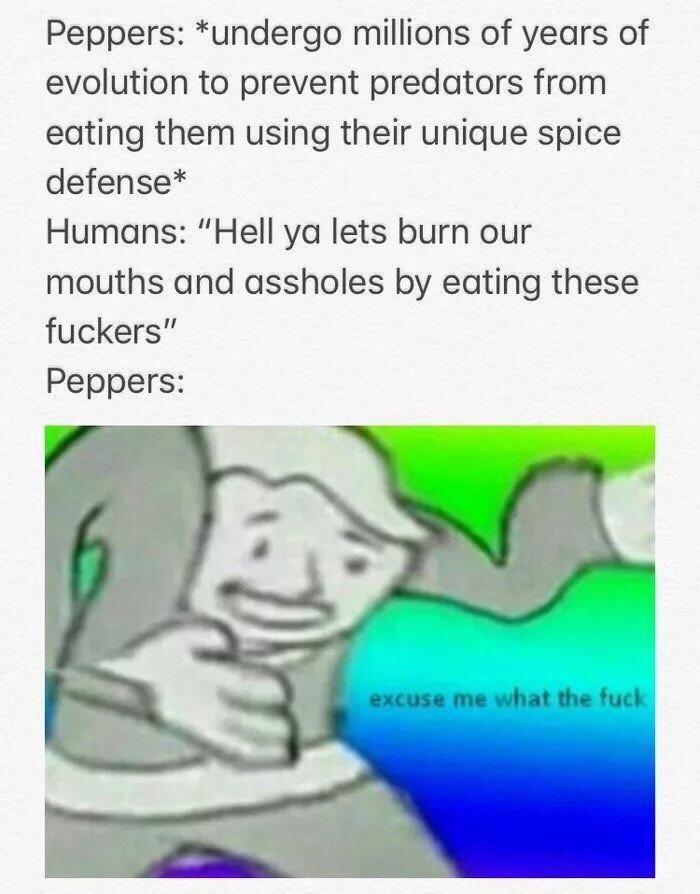 Peppers: *undergo millions of years of
evolution to prevent predators from
eating them using their unique spice
defense*
Humans: “Hell ya lets burn our
mouths and assholes by eating these
fuckers”
Peppers:
excuse me what the fuck